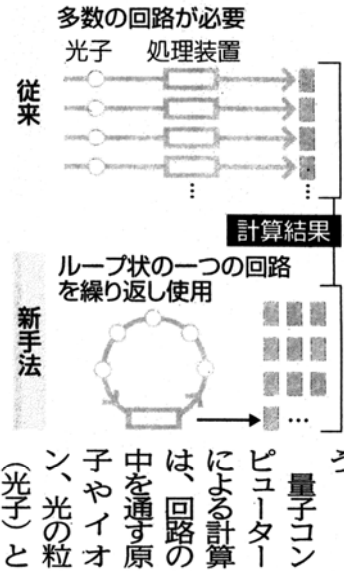 多数の回路が必要
光子 処理装置
従来
計算結果
ループ状の一つの回路
を繰り返し使用
新手法
う
量子コン
ピューター
による計算
は、回路の
中を通す原
子やイオ
ン、光の粒
(光子)と